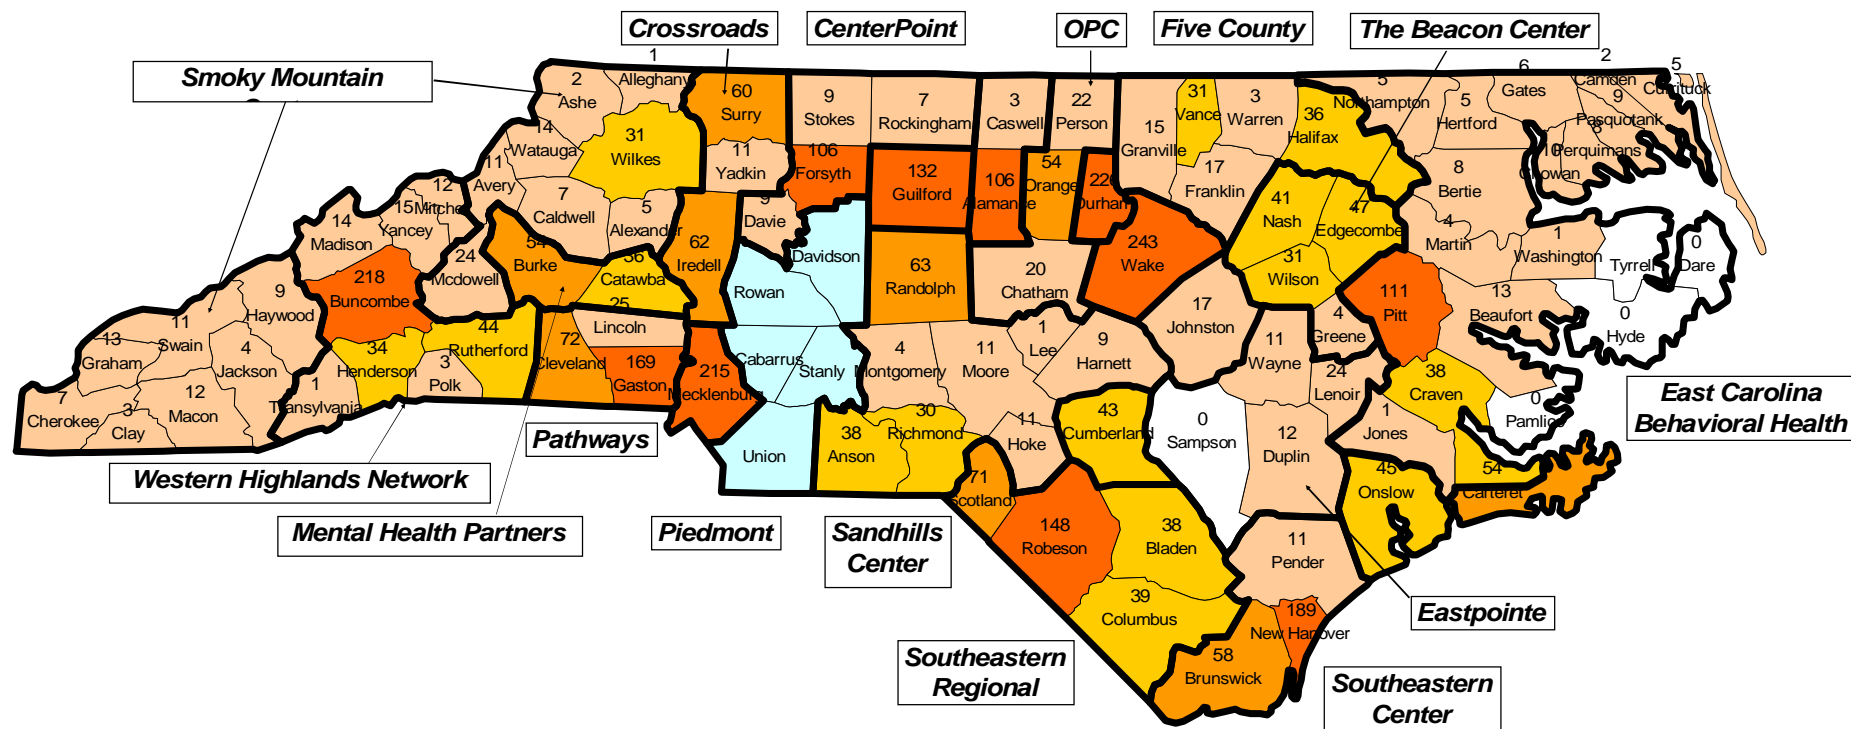 Crossroads
CenterPoint
OPC
Five County
The Beacon Center
Smoky Mountain
1
Alleghany
2
Ashe
60
Surry
9
Stokes
7
Rockingham
3
Caswell
22
Person
15
Granville
31
Vance
3
Warren
36
Halifax
5
Northampton
5
Hertford
6
Gates
2
Camden
5
Currituck
9
Pasquotank
8
Perquimans
10
Chowan
14
Watauga
31
Wilkes
11
Yadkin
106
Forsyth
132
Guilford
106
Alamance
54
Orange
Durham
17
Franklin
41
Nash
47
Edgecombe
8
Bertie
4
Martin
1
Washington
Tyrrell
0
Dare
11
Avery
12
15
Yancey
14
Madison
7
Caldwell
5
Alexander
9
Davie
62
Iredell
Davidson
Rowan
63
Randolph
20
Chatham
243
Wake
31
Wilson
111
Pitt
13
Beaufort
0
Hyde
24
Mcdowell
54
Burke
36
Catawba
25
Lincoln
218
Buncombe
9
Haywood
11
Swain
13
Graham
4
Jackson
12
Macon
3
Clay
7
Cherokee
1
Transylvania
34
Henderson
3
Polk
44
Rutherford
72
Cleveland
169
Gaston
215
Mecklenburg
Cabarrus
Stanly
Union
4
Montgomery
11
Moore
1
Lee
9
Harnett
17
Johnston
11
Wayne
4
Greene
24
Lenoir
38
Craven
0
Pamlico
1
Jones
38
Anson
30
Richmond
11
Hoke
43
Cumberland
0
Sampson
12
Duplin
45
Onslow
54
Carteret
71
Scotland
148
Robeson
38
Bladen
39
Columbus
11
Pender
189
New Hanover
58
Brunswick
East Carolina
Behavioral Health
Pathways
Western Highlands Network
Mental Health Partners
Piedmont
Sandhills
Center
Eastpointe
Southeastern
Regional
Southeastern
Center